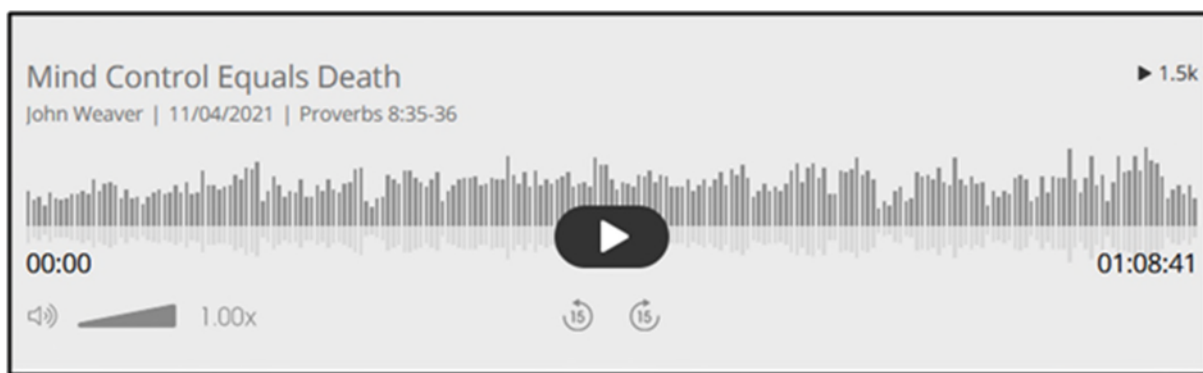 Mind Control Equals Death
1.5k
John Weaver | 11/04/2021 | Proverbs 8:35-36
00:00
01:08:41
1.00x
15
15